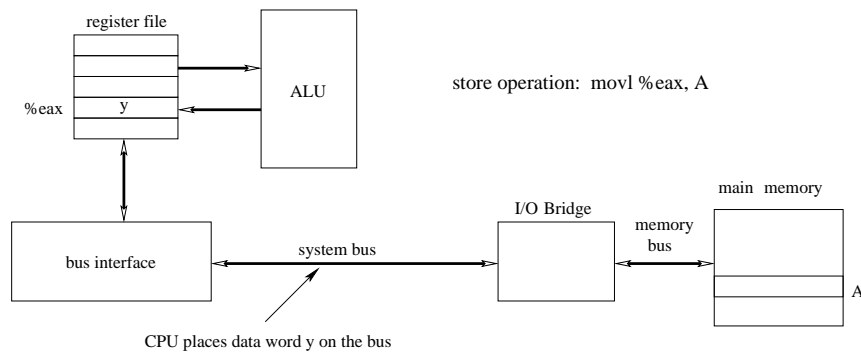 register file
ALU
store operation: movl %eax, A
%eax
y
main memory
I/O Bridge
memory
bus
system bus
bus interface
A
CPU places data word y on the bus